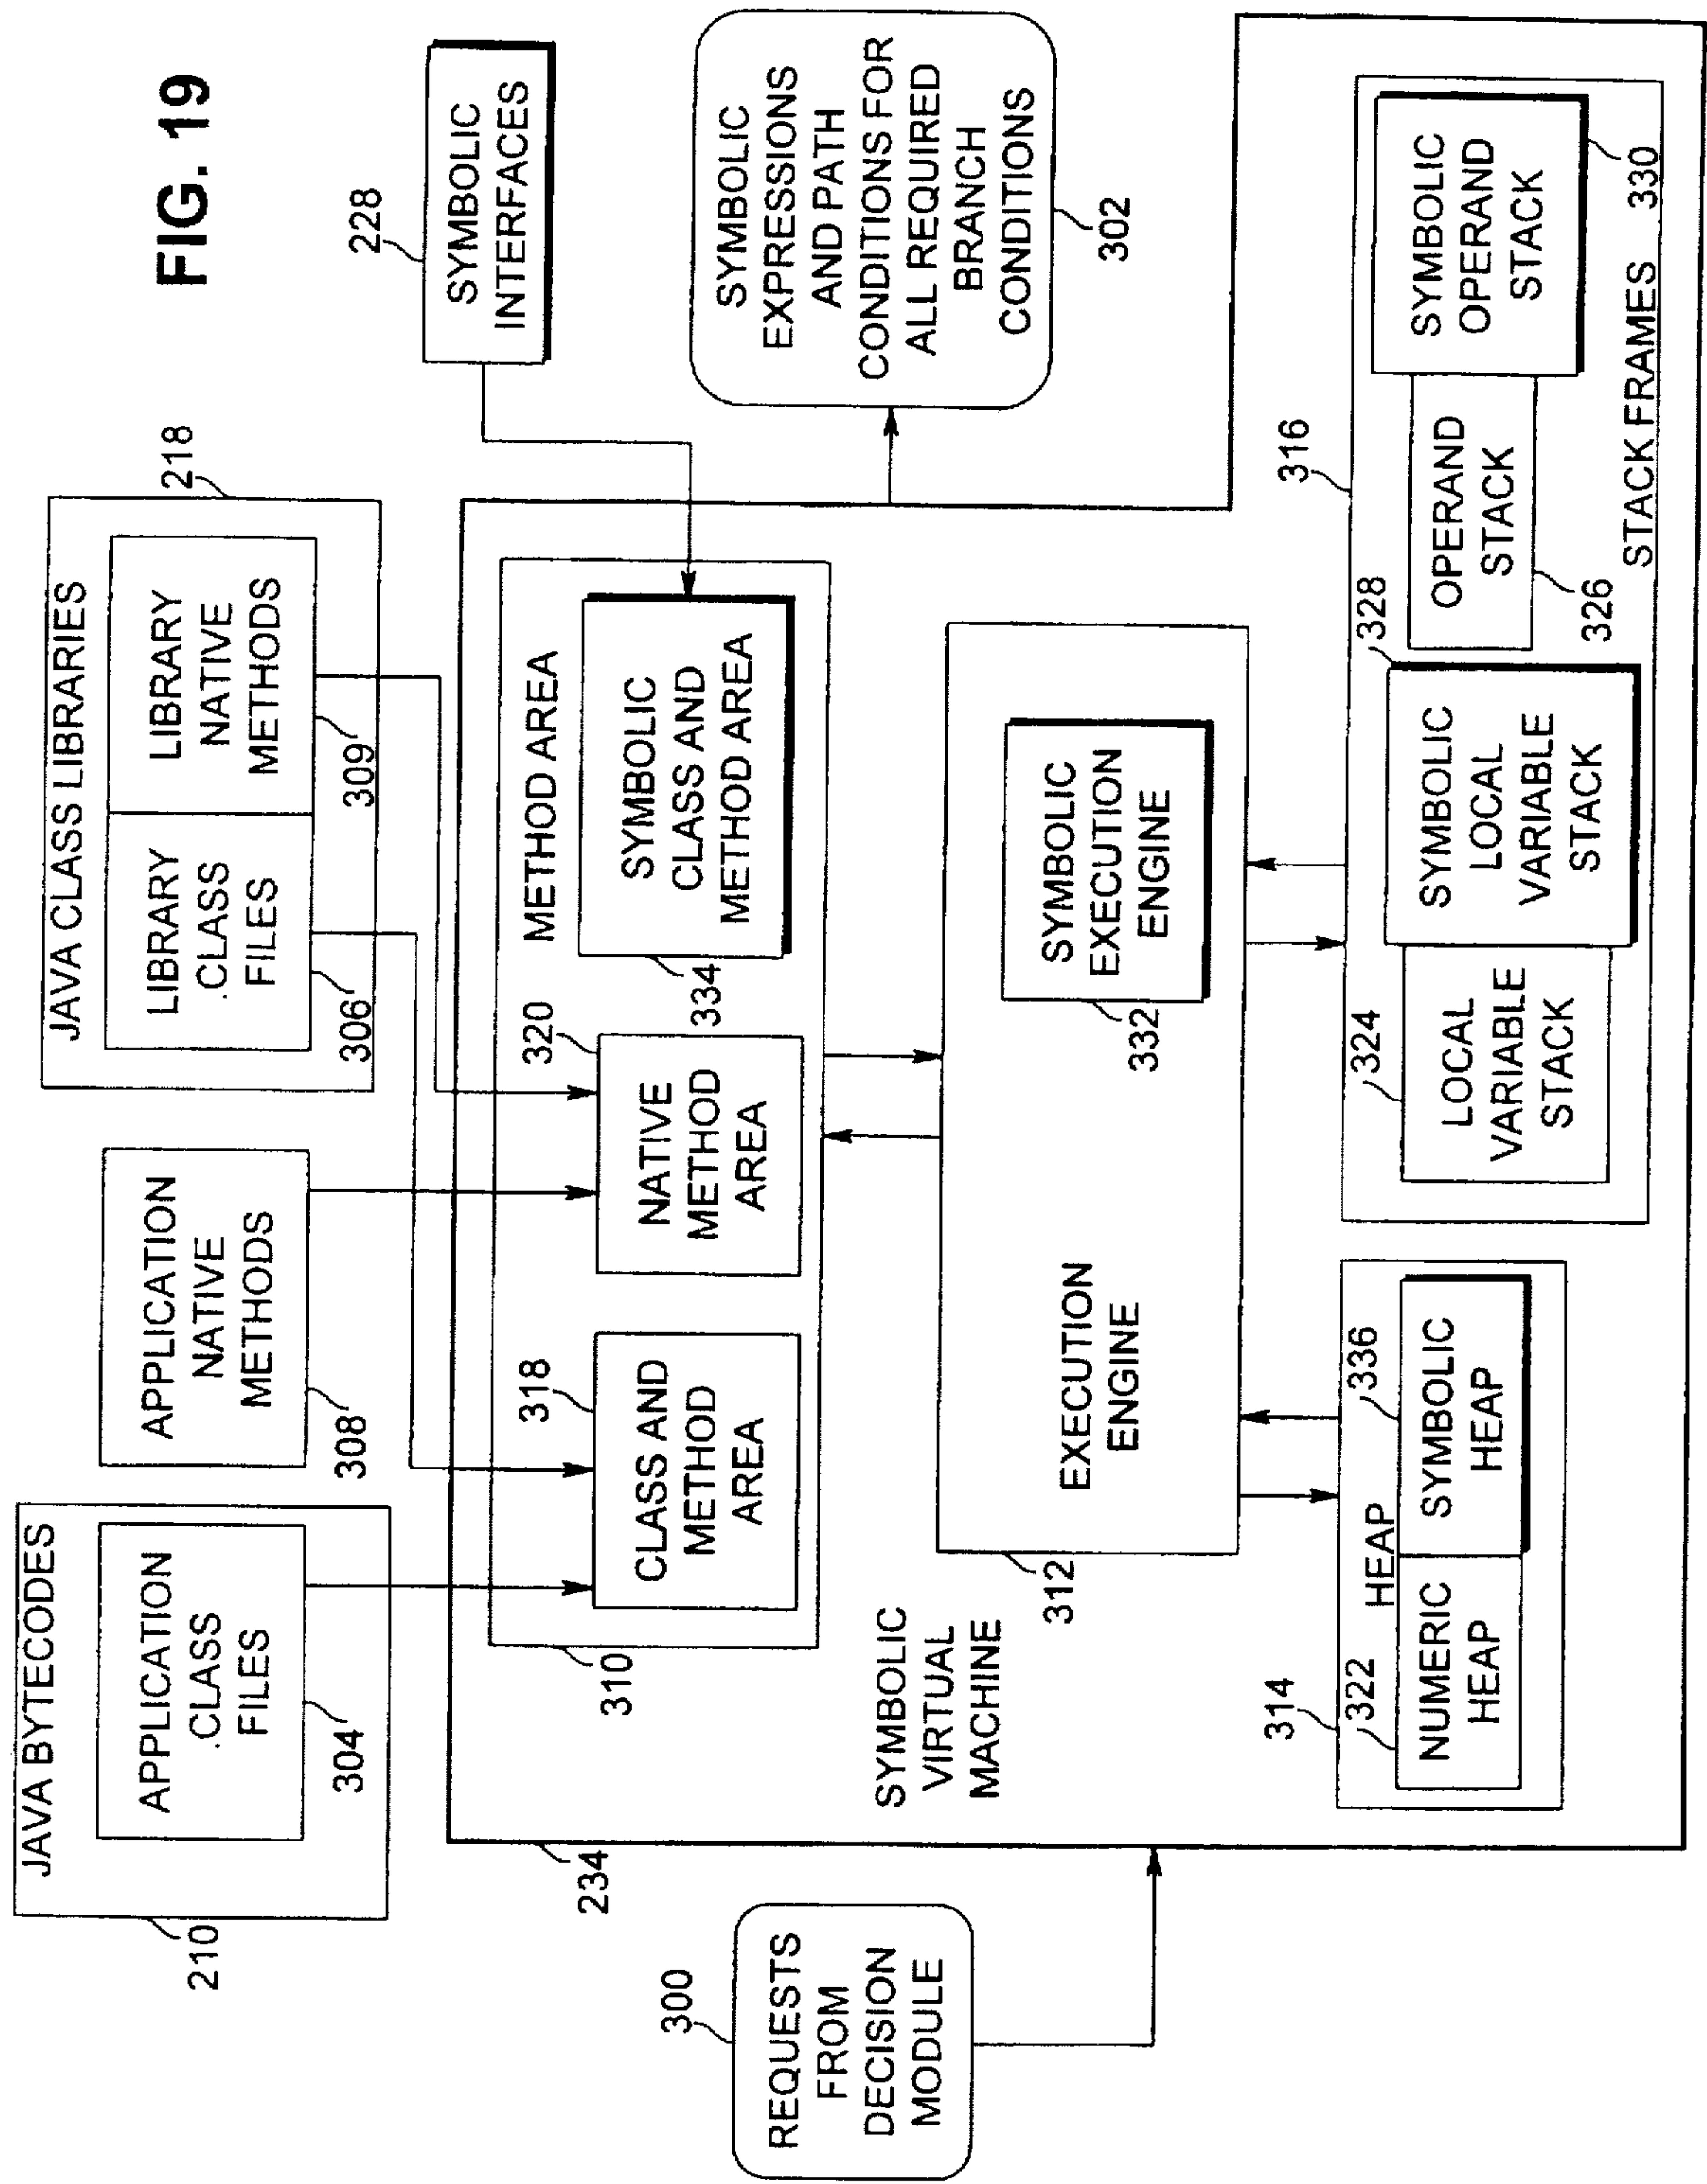 FIG. 19
JAVA BYTECODES
APPLICATION
.CLASS
FILES
304
210
APPLICATION
NATIVE
METHODS
308
JAVA CLASS LIBRARIES
218
LIBRARY
.CLASS
FILES
306
LIBRARY
NATIVE
METHODS
309
228
SYMBOLIC
INTERFACES
300
REQUESTS
FROM
DECISION
MODULE
234
SYMBOLIC
VIRTUAL
MACHINE
310
METHOD AREA
318
CLASS AND
METHOD
AREA
320
NATIVE
METHOD
AREA
334
SYMBOLIC
CLASS AND
METHOD AREA
SYMBOLIC
EXPRESSIONS
AND PATH
CONDITIONS FOR
ALL REQUIRED
BRANCH
CONDITIONS
302
312
EXECUTION
ENGINE
332
SYMBOLIC
EXECUTION
ENGINE
314
HEAP
322
NUMERIC
HEAP
336
SYMBOLIC
HEAP
316
324
LOCAL
VARIABLE
STACK
328
SYMBOLIC
LOCAL
VARIABLE
STACK
OPERAND
STACK
326
SYMBOLIC
OPERAND
STACK
STACK FRAMES
330